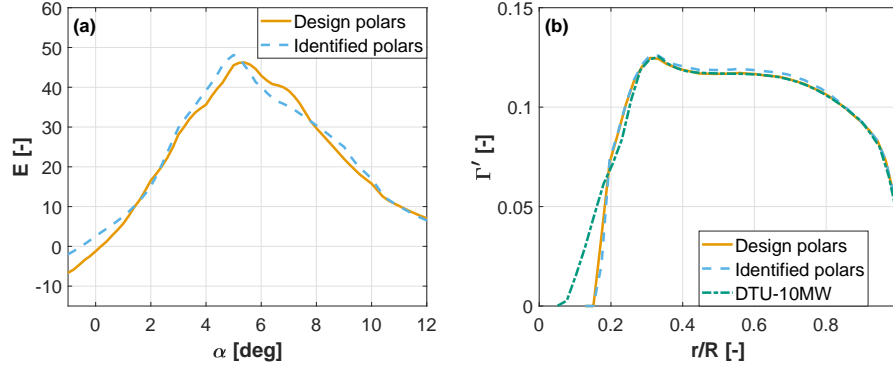 (a)
Design polars
Identified polars
60
50
40
30
20
10
0
-10
E [-]
0
2
4
6
8
10
12
α [deg]
(b)
0.15
0.1
0.05
0
Γ′ [-]
Design polars
Identified polars
DTU-10MW
0
0.2
0.4
0.6
0.8
r/R [-]